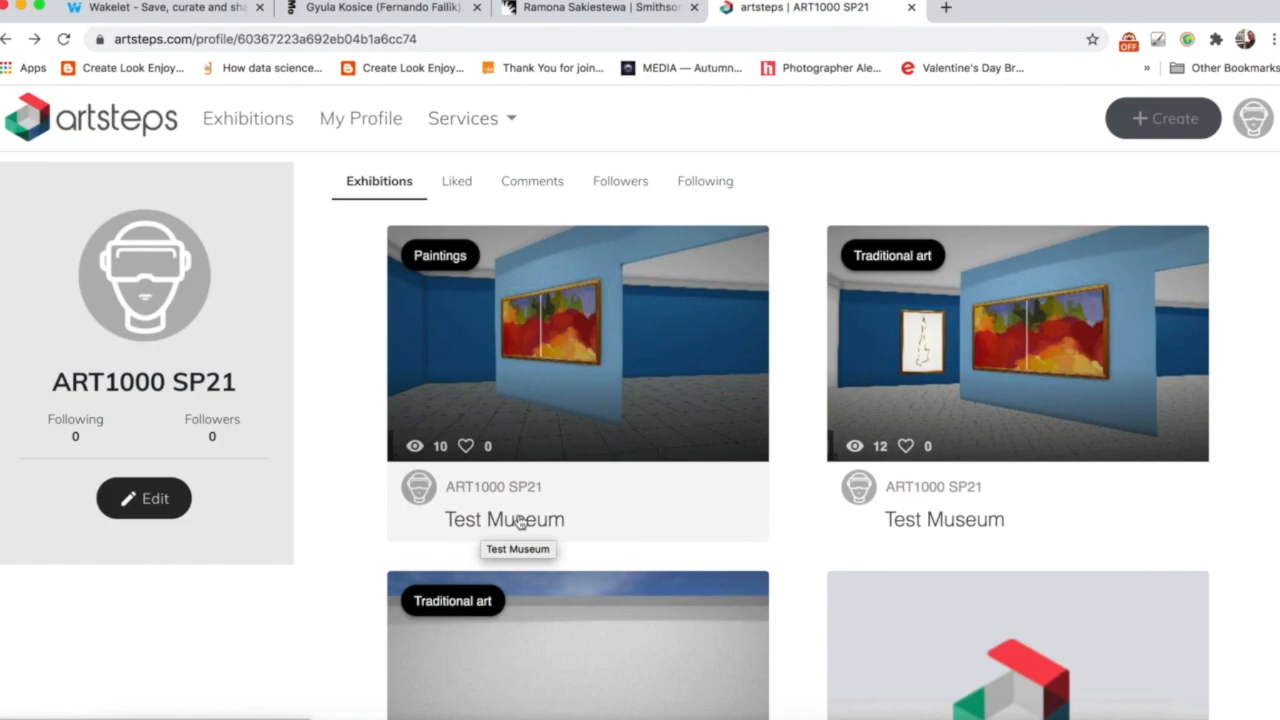 Wakelet - Save, curate and sha
Gyula Kosice (Fernando Fallik)
Ramona Sakiestewa | Smithson
artsteps | ART1000 SP21
artsteps.com/profile/60367223a692eb04b1a6cc74
OFF
Apps
Create Look Enjoy...
How data science...
Create Look Enjoy...
Thank You for join...
MEDIA — Autumn...
Photographer Ale...
Valentine's Day Br...
»
Other Bookmarks
artsteps
Exhibitions
My Profile
Services
+ Create
Exhibitions
Liked
Comments
Followers
Following
ART1000 SP21
Following
0
Followers
0
Edit
Paintings
10
0
ART1000 SP21
Test Museum
Test Museum
Traditional art
12
0
ART1000 SP21
Test Museum
Traditional art